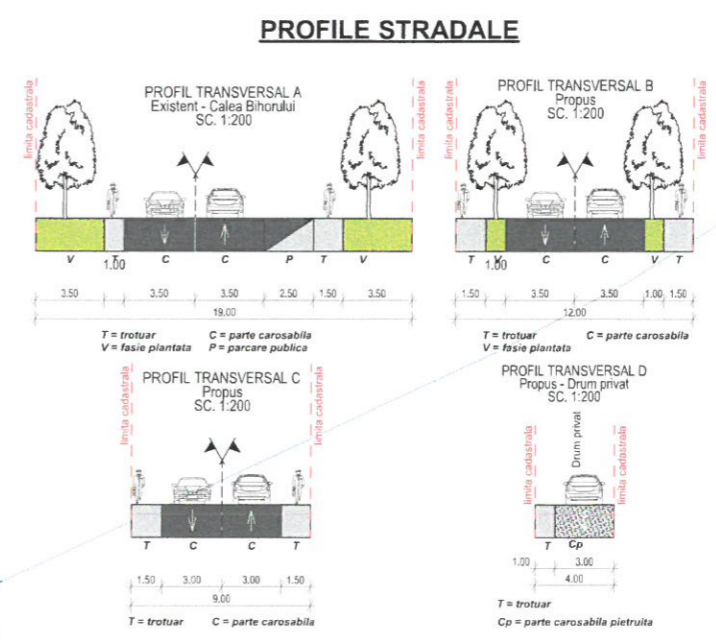 PROFILE STRADALE
limita cadastrala
PROFIL TRANSVERSAL A
Existent - Calea Bihorului
SC. 1:200
limita cadastrala
V T C C P T V
1.00
3.50 3.50 3.50 2.50 1.50 3.50
19.00
T = trotuar C = parte carosabila
V = fasie plantata P = parcare publica
limita cadastrala
PROFIL TRANSVERSAL B
Propus
SC. 1:200
limita cadastrala
T V C C V T
1.00
1.50 3.50 3.50 1.00 1.50
12.00
T = trotuar C = parte carosabila
V = fasie plantata
limita cadastrala
PROFIL TRANSVERSAL C
Propus
SC. 1:200
limita cadastrala
T C C T
1.50 3.00 3.00 1.50
9.00
T = trotuar C = parte carosabila
PROFIL TRANSVERSAL D
Propus - Drum privat
SC. 1:200
limita cadastrala
Drum privat
limita cadastrala
T Cp
1.00 3.00
4.00
T = trotuar
Cp = parte carosabila pietruita